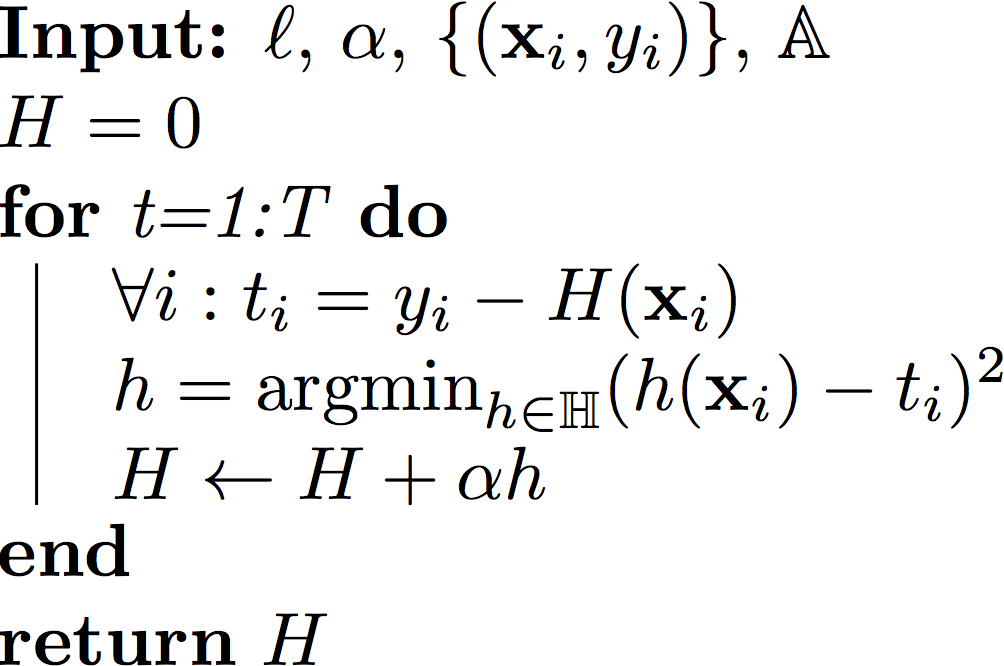 Input: ℓ, α, {(𝐱ᵢ, yᵢ)}, 𝔸
H = 0
for t=1:T do
∀i : tᵢ = yᵢ − H(𝐱ᵢ)
h = argmin_{h∈ℍ}(h(𝐱ᵢ) − tᵢ)²
H ← H + αh
end
return H